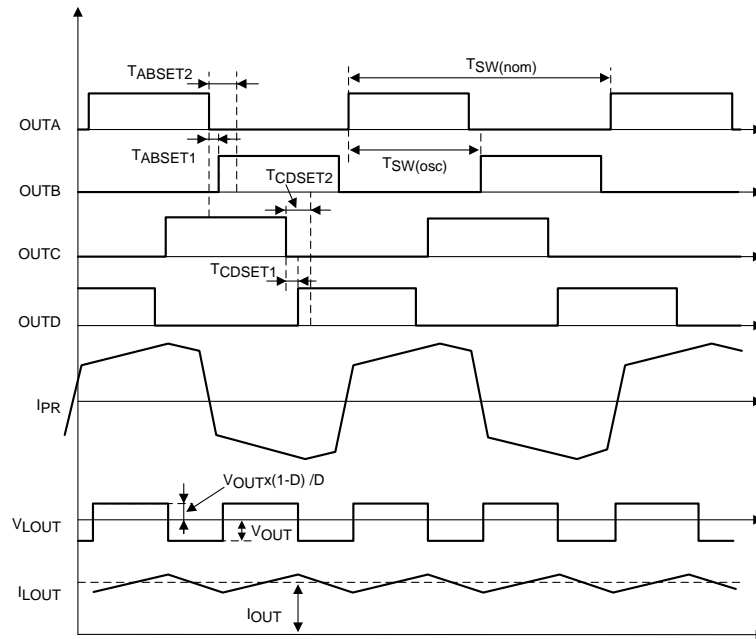 TABSET2
TSW(nom)
OUTA
TABSET1
TSW(osc)
OUTB
TCDSET2
OUTC
TCDSET1
OUTD
IPR
VOUTx(1-D) /D
VLOUT
VOUT
ILOUT
IOUT